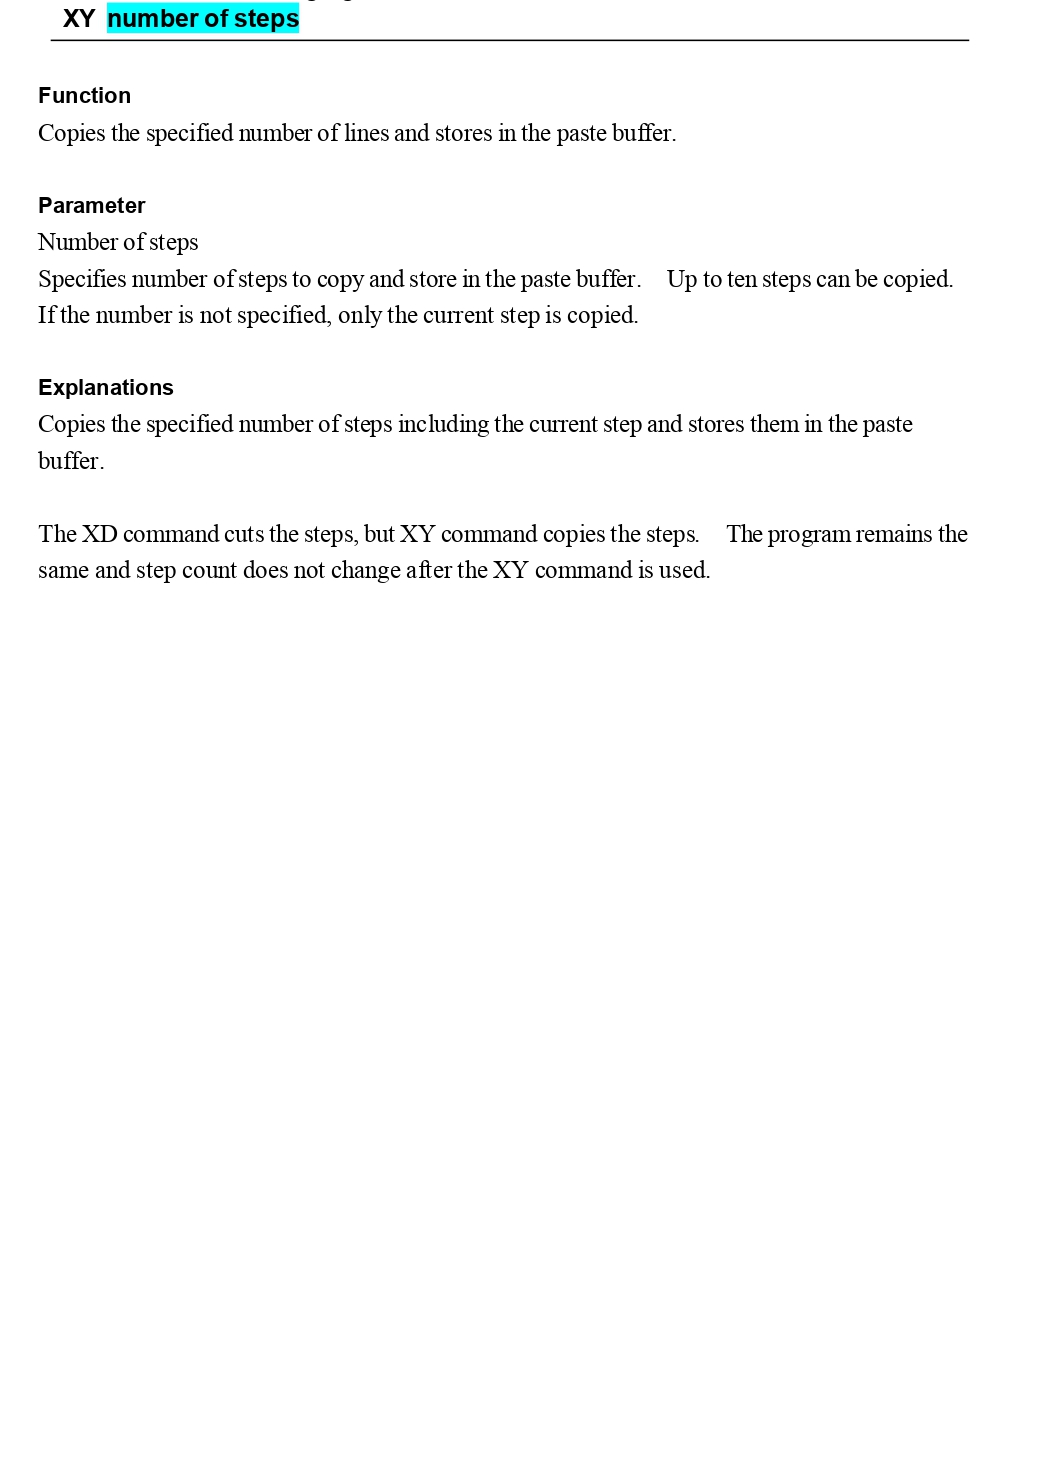 XY number of steps
Function
Copies the specified number of lines and stores in the paste buffer.
Parameter
Number of steps
Specifies number of steps to copy and store in the paste buffer. Up to ten steps can be copied.
If the number is not specified, only the current step is copied.
Explanations
Copies the specified number of steps including the current step and stores them in the paste
buffer.
The XD command cuts the steps, but XY command copies the steps. The program remains the
same and step count does not change after the XY command is used.